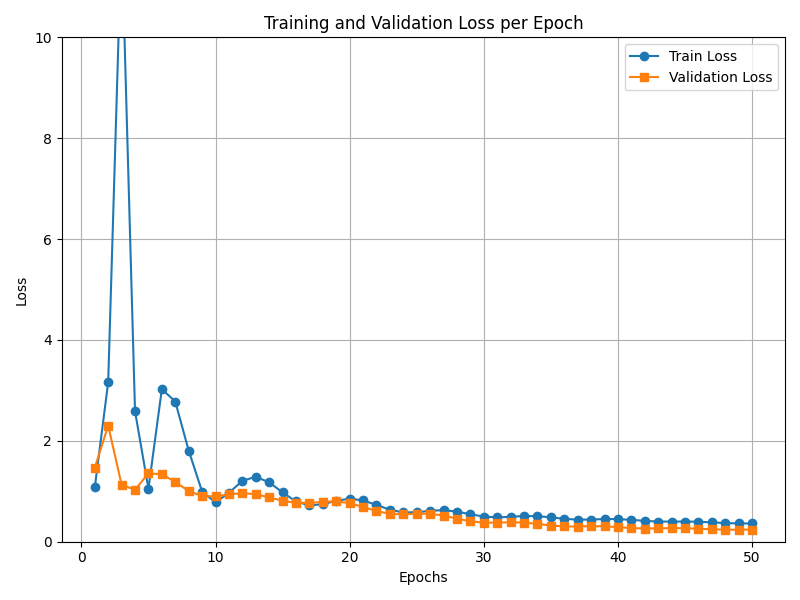 Training and Validation Loss per Epoch
Train Loss
Validation Loss
Loss
10
8
6
4
2
0
0 10 20 30 40 50
Epochs